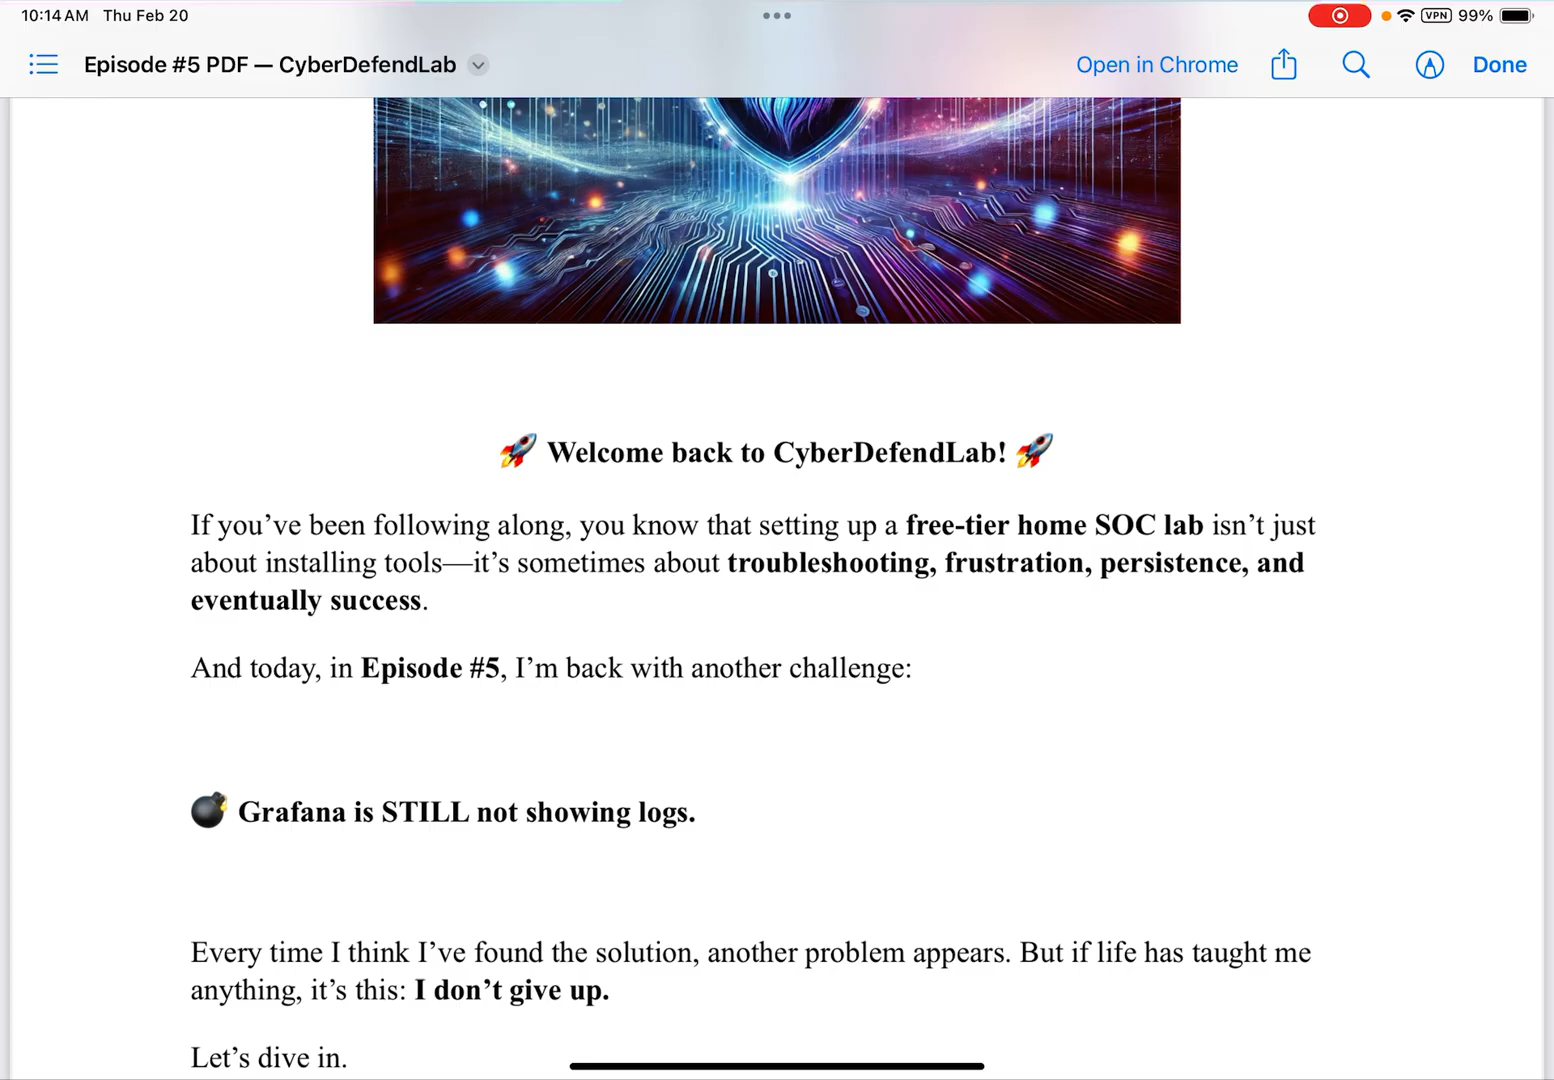 10:14 AM Thu Feb 20
VPN 99%
Episode #5 PDF — CyberDefendLab
Open in Chrome
Done
🚀 Welcome back to CyberDefendLab! 🚀
If you’ve been following along, you know that setting up a free-tier home SOC lab isn’t just
about installing tools—it’s sometimes about troubleshooting, frustration, persistence, and
eventually success.
And today, in Episode #5, I’m back with another challenge:
💣 Grafana is STILL not showing logs.
Every time I think I’ve found the solution, another problem appears. But if life has taught me
anything, it’s this: I don’t give up.
Let’s dive in.